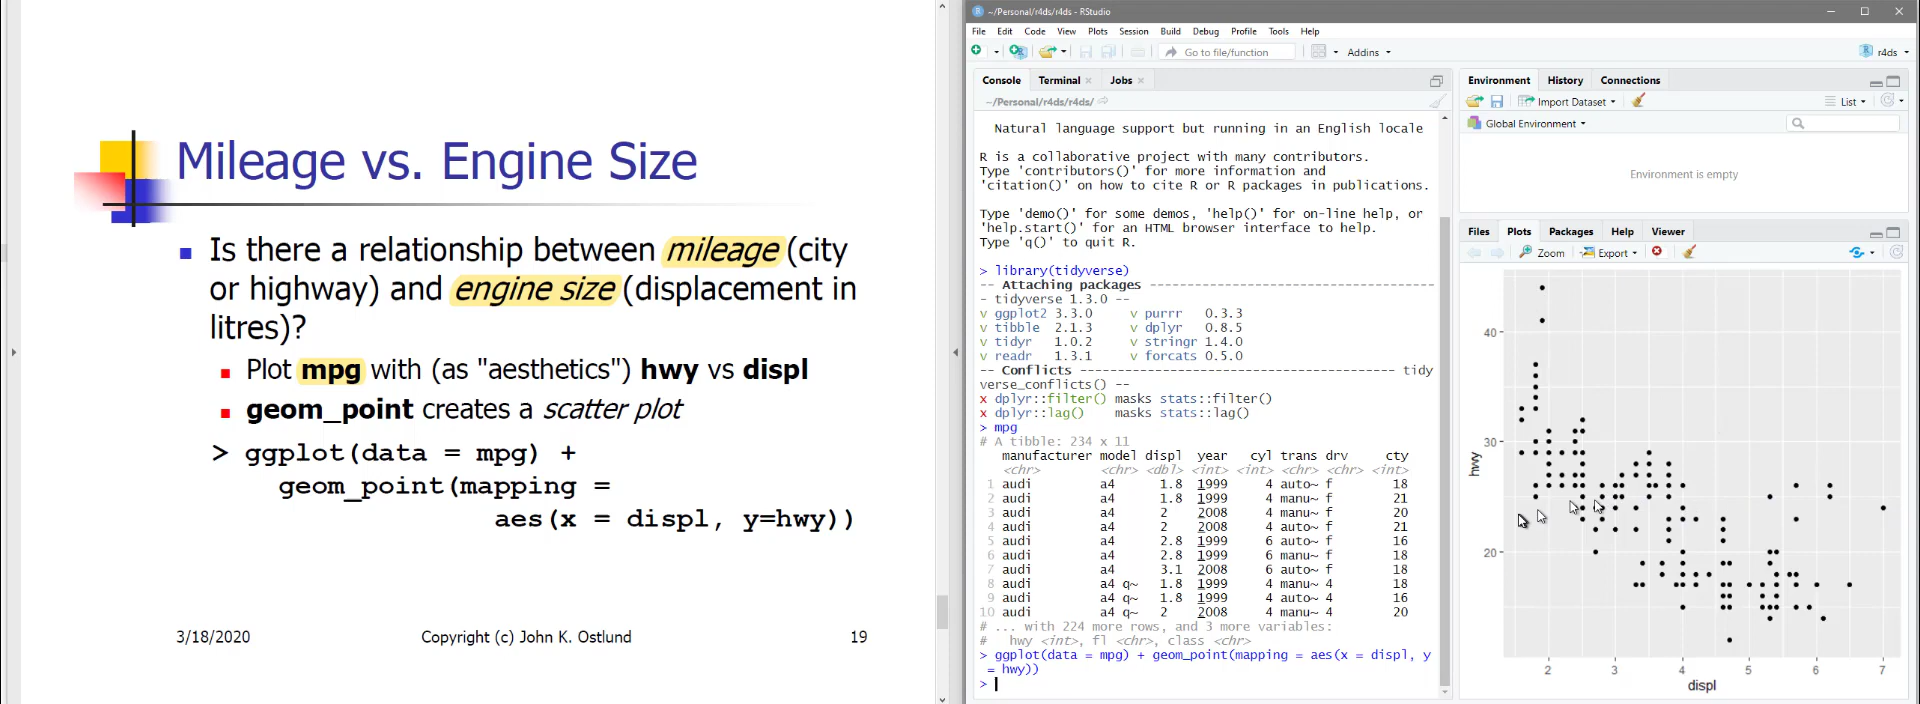 Mileage vs. Engine Size
Is there a relationship between mileage (city
or highway) and engine size (displacement in
litres)?
Plot mpg with (as "aesthetics") hwy vs displ
geom_point creates a scatter plot
> ggplot(data = mpg) +
geom_point(mapping =
aes(x = displ, y=hwy))
3/18/2020 Copyright (c) John K. Ostlund 19
~/Personal/r4ds/r4ds - RStudio
File Edit Code View Plots Session Build Debug Profile Tools Help
Go to file/function Addins r4ds
Console Terminal Jobs
~/Personal/r4ds/r4ds/
Natural language support but running in an English locale
R is a collaborative project with many contributors.
Type 'contributors()' for more information and
'citation()' on how to cite R or R packages in publications.
Type 'demo()' for some demos, 'help()' for on-line help, or
'help.start()' for an HTML browser interface to help.
Type 'q()' to quit R.
> library(tidyverse)
-- Attaching packages ---------------------------------------
- tidyverse 1.3.0 --
v ggplot2 3.3.0 v purrr 0.3.3
v tibble 2.1.3 v dplyr 0.8.5
v tidyr 1.0.2 v stringr 1.4.0
v readr 1.3.1 v forcats 0.5.0
-- Conflicts ------------------------------------------ tidy
verse_conflicts() --
x dplyr::filter() masks stats::filter()
x dplyr::lag() masks stats::lag()
> mpg
# A tibble: 234 x 11
manufacturer model displ year cyl trans drv cty
<chr> <chr> <dbl> <int> <int> <chr> <chr> <int>
1 audi a4 1.8 1999 4 auto~ f 18
2 audi a4 1.8 1999 4 manu~ f 21
3 audi a4 2 2008 4 manu~ f 20
4 audi a4 2 2008 4 auto~ f 21
5 audi a4 2.8 1999 6 auto~ f 16
6 audi a4 2.8 1999 6 manu~ f 18
7 audi a4 3.1 2008 6 auto~ f 18
8 audi a4 q~ 1.8 1999 4 manu~ 4 18
9 audi a4 q~ 1.8 1999 4 auto~ 4 16
10 audi a4 q~ 2 2008 4 manu~ 4 20
# ... with 224 more rows, and 3 more variables:
# hwy <int>, fl <chr>, class <chr>
> ggplot(data = mpg) + geom_point(mapping = aes(x = displ, y
= hwy))
>
Environment History Connections
Import Dataset List
Global Environment
Environment is empty
Files Plots Packages Help Viewer
Zoom Export
40
30
20
hwy
2 3 4 5 6 7
displ